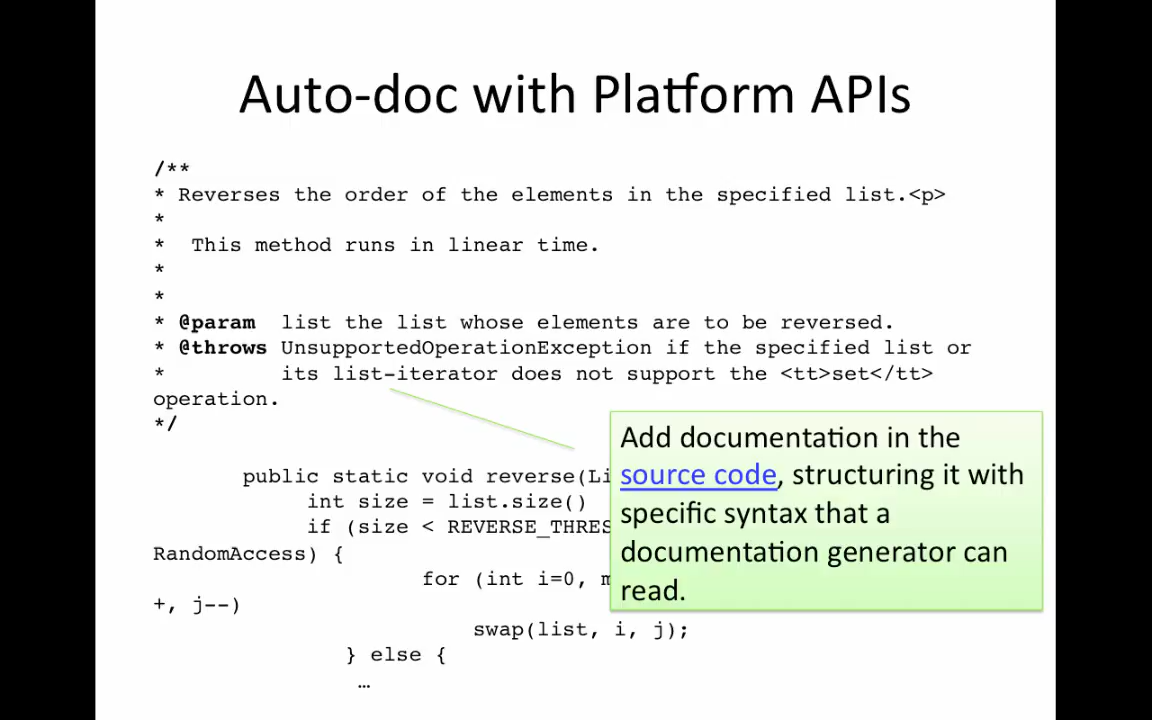 Auto-doc with Platform APIs
/**
* Reverses the order of the elements in the specified list.<p>
*
*  This method runs in linear time.
*
*
* @param  list the list whose elements are to be reversed.
* @throws UnsupportedOperationException if the specified list or
*         its list-iterator does not support the <tt>set</tt>
operation.
*/
public static void reverse(Li
int size = list.size()
if (size < REVERSE_THRES
RandomAccess) {
for (int i=0, m
+, j--)
swap(list, i, j);
} else {
…
Add documentation in the
source code, structuring it with
specific syntax that a
documentation generator can
read.